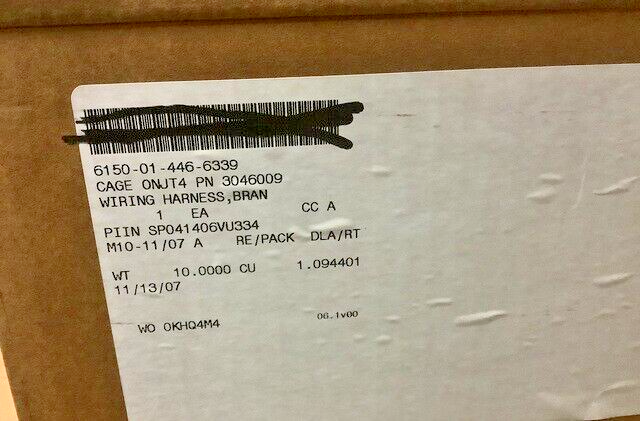 6150-01-446-6339
CAGE 0NJT4 PN 3046009
WIRING HARNESS,BRAN
1 EA CC A
PIIN SP041406VU334
M10-11/07 A RE/PACK DLA/RT
WT 10.0000 CU 1.094401
11/13/07
WO 0KHQ4M4 06.1v00